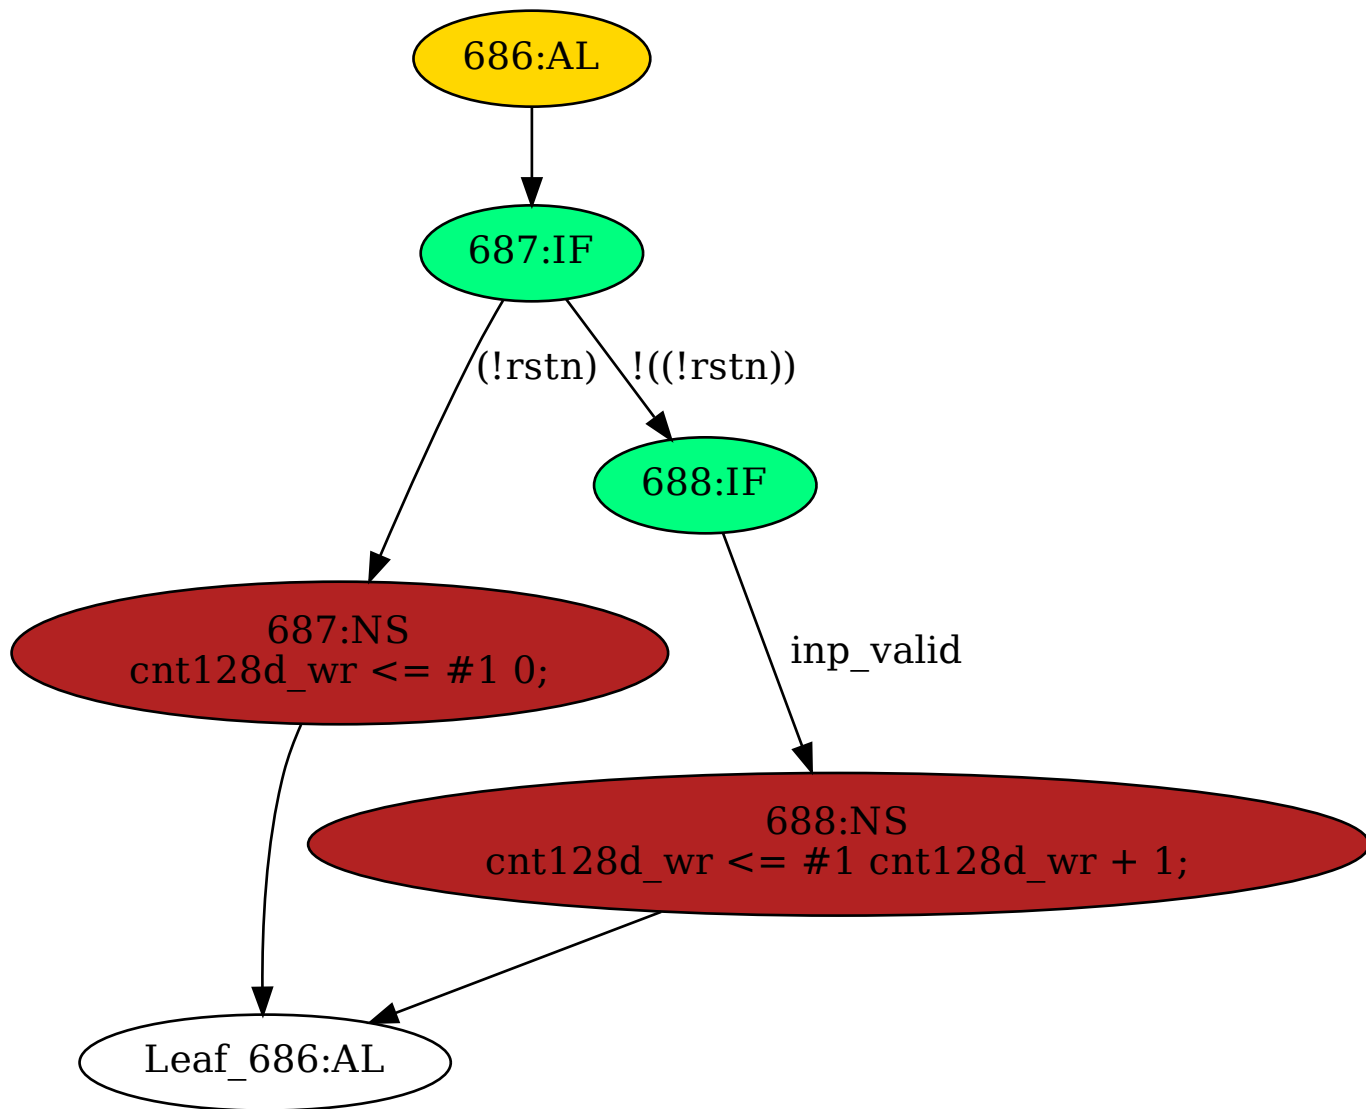 686:AL
687:IF
(!rstn)
!((!rstn))
688:IF
687:NS
cnt128d_wr <= #1 0;
inp_valid
688:NS
cnt128d_wr <= #1 cnt128d_wr + 1;
Leaf_686:AL